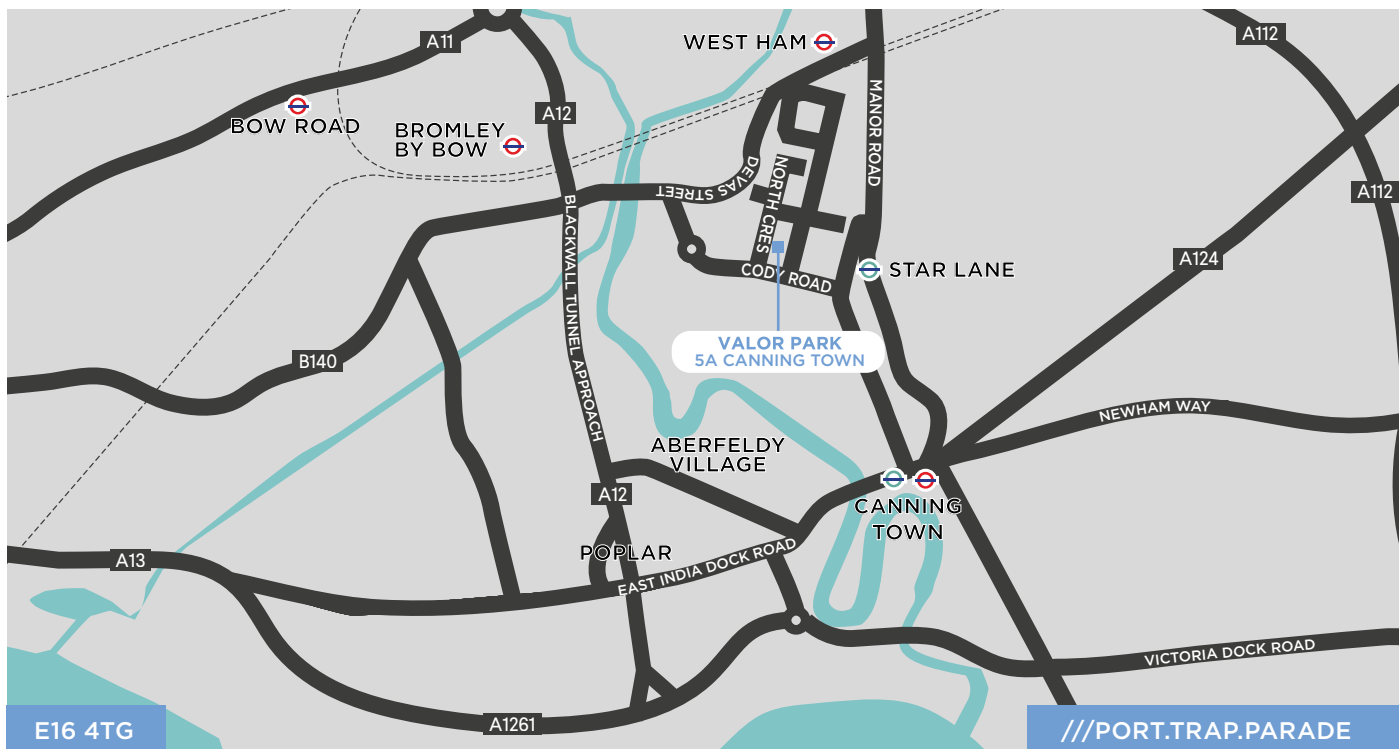 A11
A112
WEST HAM
MANOR ROAD
BOW ROAD
A12
BROMLEY
BY BOW
DEVAS STREET
NORTH CRES
A112
BLACKWALL TUNNEL APPROACH
A124
CODY ROAD
STAR LANE
VALOR PARK
5A CANNING TOWN
B140
NEWHAM WAY
ABERFELDY
VILLAGE
A12
CANNING
TOWN
A13
POPLAR
EAST INDIA DOCK ROAD
VICTORIA DOCK ROAD
A1261
E16 4TG
///PORT.TRAP.PARADE